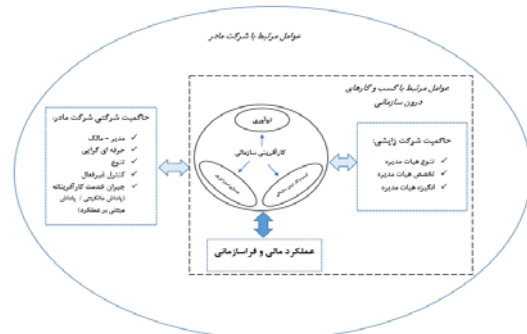 عوامل مرتبط با شرکت مادر
عوامل مرتبط با کسب و کارهای
درون سازمانی
حاکمیت شرکتی شرکت مادر:
✓ مدیر – مالک
✓ حرفه ای گرایی
✓ تنوع
✓ کنترل غیرفعال
✓ جبران خدمت کارآفرینانه
(پاداش مالکیتی / پاداش
مبتنی بر عملکرد)
نوآوری
کارآفرینی سازمانی
حاکمیت شرکت زایشی:
✓ تنوع هیات مدیره
✓ تخصص هیات مدیره
✓ انگیزه هیات مدیره
عملکرد مالی و فراسازمانی